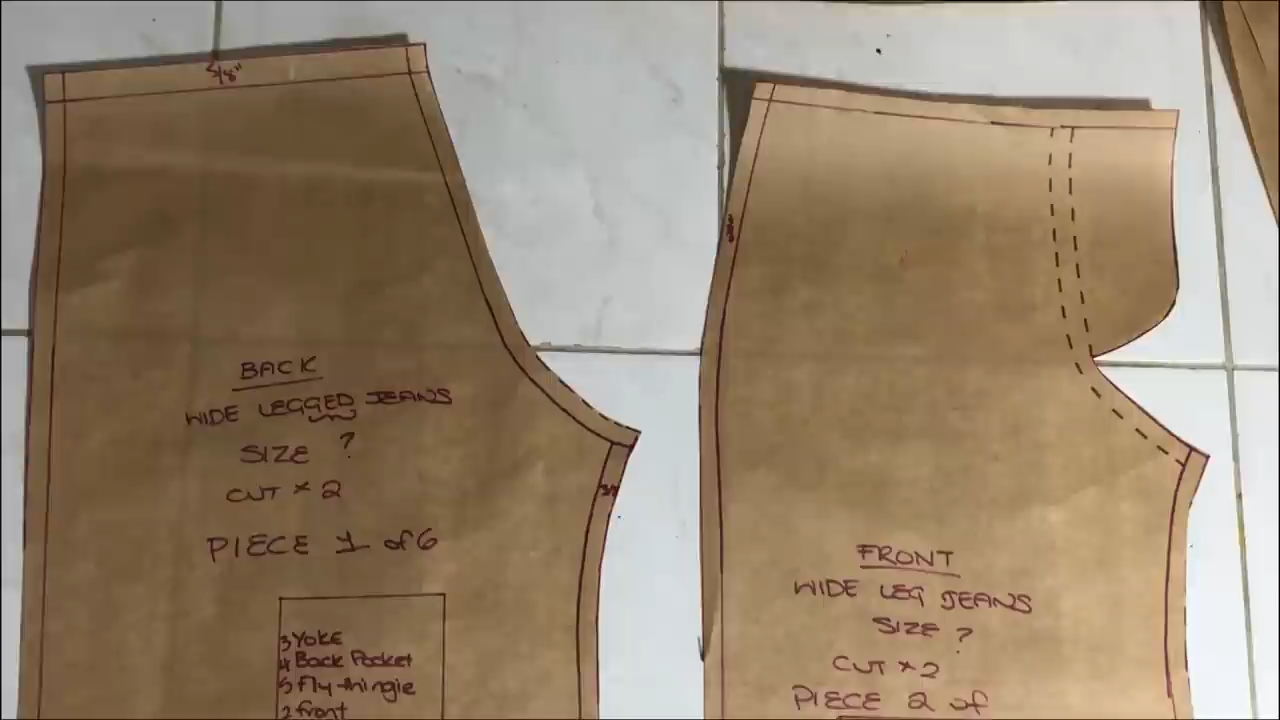 5/8"
BACK
WIDE LEGGED JEANS
SIZE ?
CUT × 2
PIECE 1 of 6
3 Yoke
4 Back Pocket
5 Fly-thingie
2 front
FRONT
WIDE LEG JEANS
SIZE ?
CUT × 2
PIECE 2 of